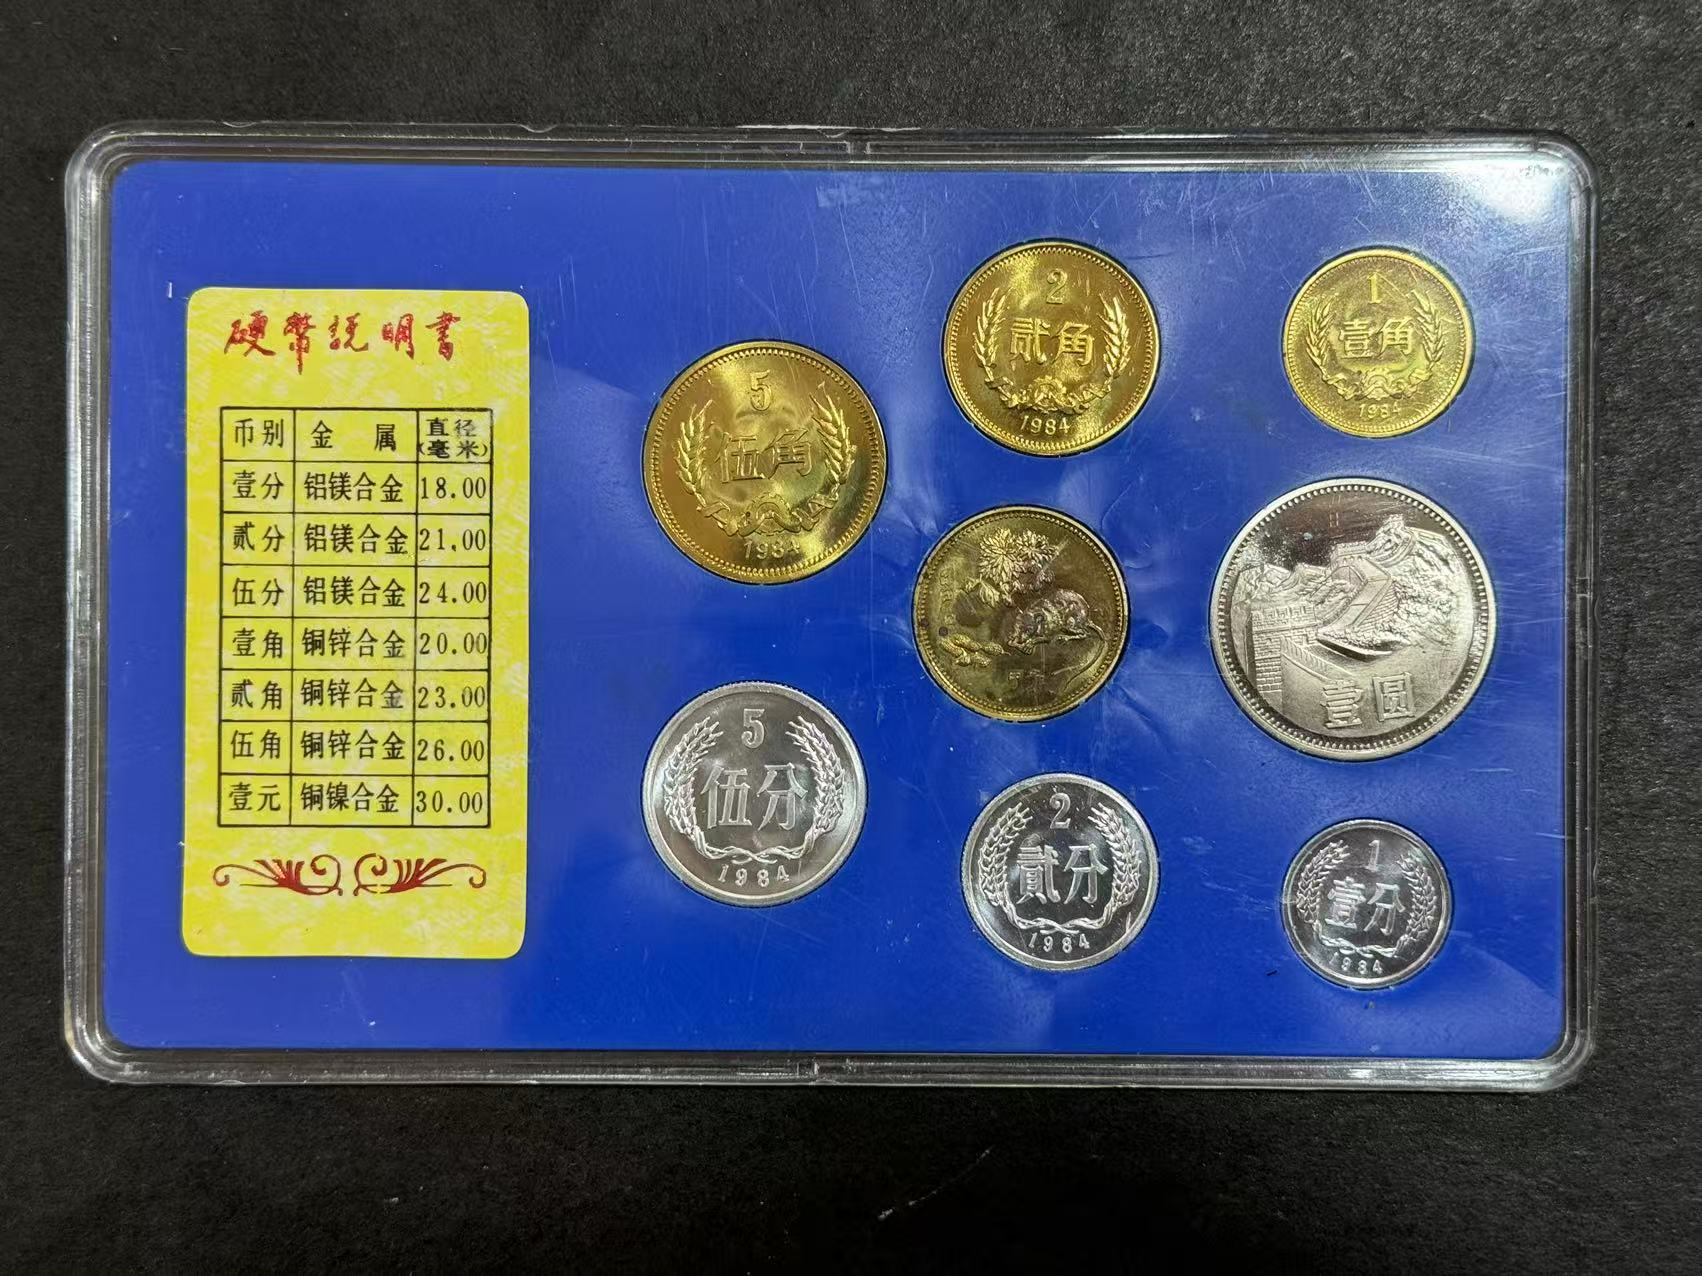 硬幣说明書
币别 金属 直径(毫米)
壹分 铝镁合金 18.00
贰分 铝镁合金 21.00
伍分 铝镁合金 24.00
壹角 铜锌合金 20.00
贰角 铜锌合金 23.00
伍角 铜锌合金 26.00
壹元 铜镍合金 30.00
5
伍角
1984
2
贰角
1984
1
壹角
1984
壹圆
5
伍分
1984
2
貳分
1984
1
壹分
1984